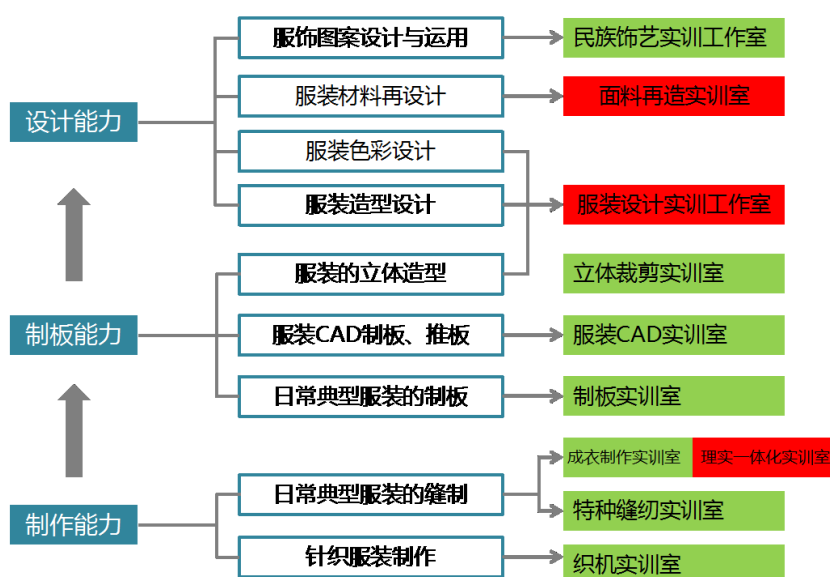 服饰图案设计与运用
民族饰艺实训工作室
服装材料再设计
面料再造实训室
设计能力
服装色彩设计
服装造型设计
服装设计实训工作室
服装的立体造型
立体裁剪实训室
制板能力
服装CAD制板、推板
服装CAD实训室
日常典型服装的制板
制板实训室
成衣制作实训室
理实一体化实训室
日常典型服装的缝制
特种缝纫实训室
制作能力
针织服装制作
织机实训室